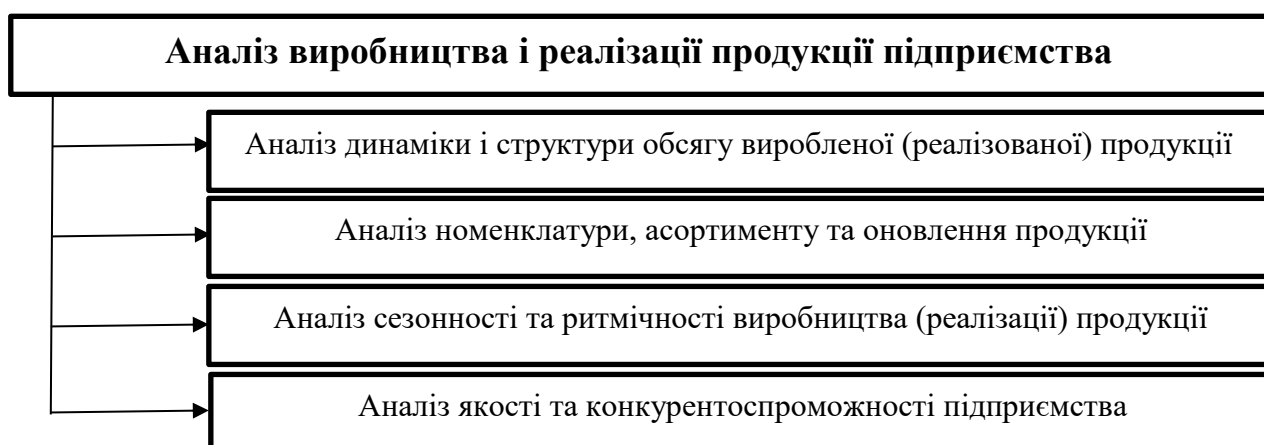 Аналіз виробництва і реалізації продукції підприємства
Аналіз динаміки і структури обсягу виробленої (реалізованої) продукції
Аналіз номенклатури, асортименту та оновлення продукції
Аналіз сезонності та ритмічності виробництва (реалізації) продукції
Аналіз якості та конкурентоспроможності підприємства